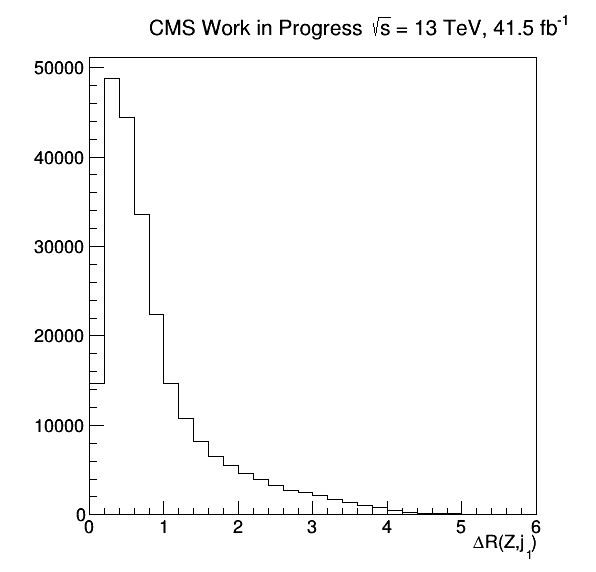 CMS Work in Progress √s = 13 TeV, 41.5 fb⁻¹
50000
40000
30000
20000
10000
0
0 1 2 3 4 5 6
ΔR(Z,j₁)